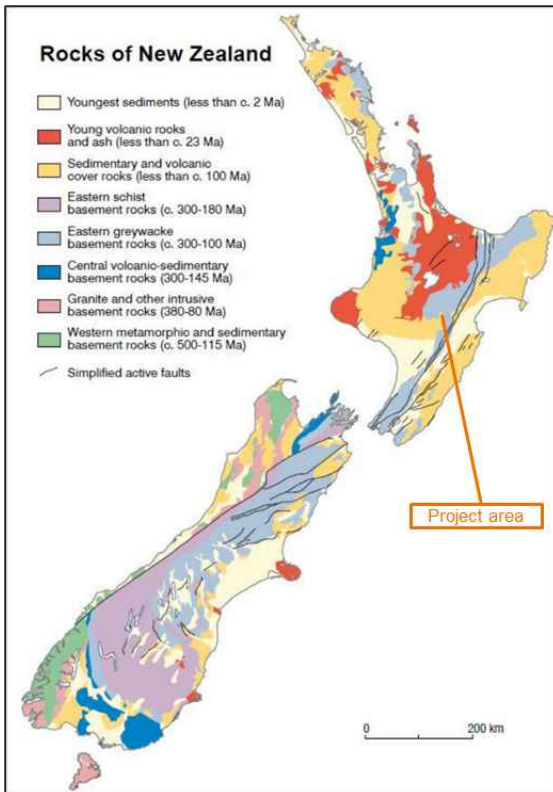 Rocks of New Zealand
Youngest sediments (less than c. 2 Ma)
Young volcanic rocks
and ash (less than c. 23 Ma)
Sedimentary and volcanic
cover rocks (less than c. 100 Ma)
Eastern schist
basement rocks (c. 300-180 Ma)
Eastern greywacke
basement rocks (c. 300-100 Ma)
Central volcanic-sedimentary
basement rocks (300-145 Ma)
Granite and other intrusive
basement rocks (380-80 Ma)
Western metamorphic and sedimentary
basement rocks (c. 500-115 Ma)
Simplified active faults
Project area
0 200 km